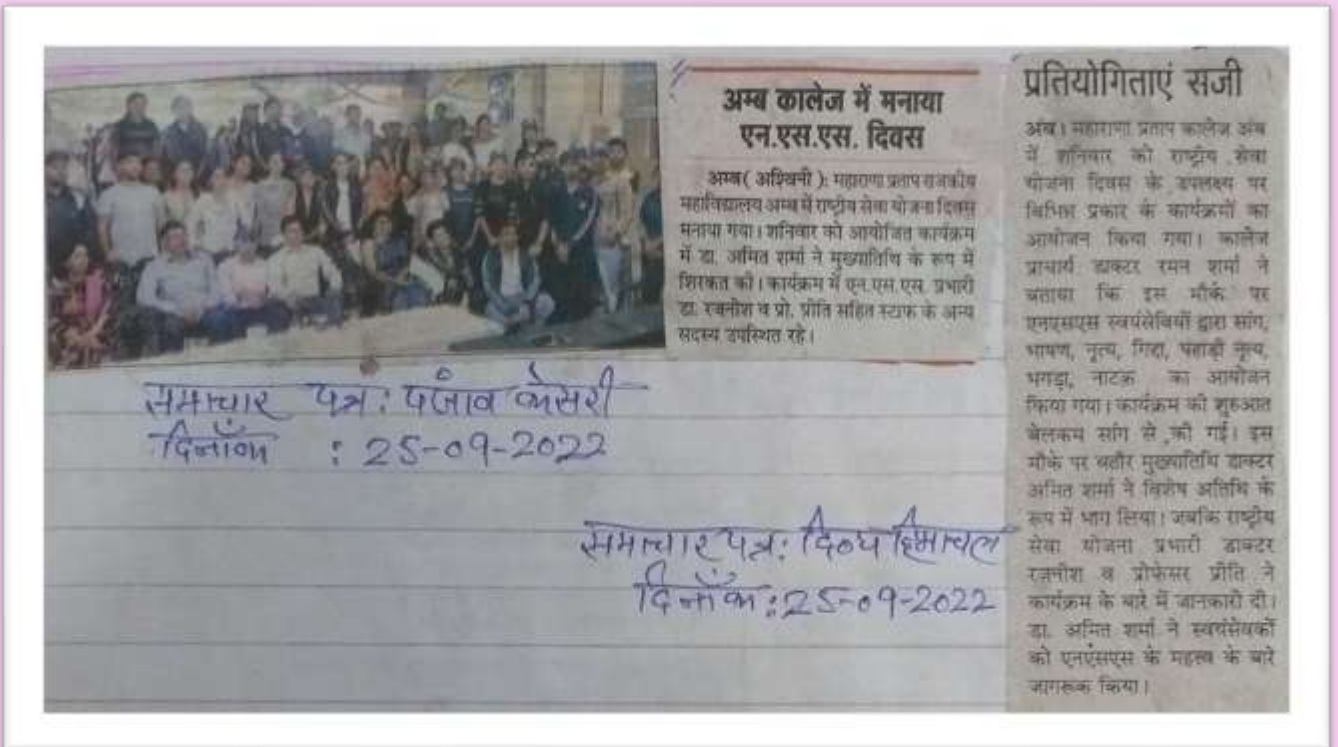 अम्ब कालेज में मनाया
एन.एस.एस. दिवस
अम्ब( अश्विनी ): महाराणा प्रताप राजकीय
महाविद्यालय अम्ब में राष्ट्रीय सेवा योजना दिवस
मनाया गया। शनिवार को आयोजित कार्यक्रम
में डा. अमित शर्मा ने मुख्यातिथि के रूप में
शिरकत की। कार्यक्रम में एन.एस.एस. प्रभारी
डा. रजनीश व प्रो. प्रीति सहित स्टाफ के अन्य
सदस्य उपस्थित रहे।
समाचार पत्र : पंजाब केसरी
दिनाँक : 25-09-2022
समाचार पत्र : दिव्य हिमाचल
दिनाँक : 25-09-2022
प्रतियोगिताएं सजी
अंब। महाराणा प्रताप कालेज अंब
में शनिवार को राष्ट्रीय सेवा
योजना दिवस के उपलक्ष्य पर
विभिन्न प्रकार के कार्यक्रमों का
आयोजन किया गया। कालेज
प्राचार्य डाक्टर रमन शर्मा ने
बताया कि इस मौके पर
एनएसएस स्वयंसेवियों द्वारा सांग,
भाषण, नृत्य, गिद्दा, पहाड़ी नृत्य,
भंगड़ा, नाटक का आयोजन
किया गया। कार्यक्रम की शुरुआत
वेलकम सांग से की गई। इस
मौके पर बतौर मुख्यातिथि डाक्टर
अमित शर्मा ने विशेष अतिथि के
रूप में भाग लिया। जबकि राष्ट्रीय
सेवा योजना प्रभारी डाक्टर
रजनीश व प्रोफेसर प्रीति ने
कार्यक्रम के बारे में जानकारी दी।
डा. अमित शर्मा ने स्वयंसेवकों
को एनएसएस के महत्त्व के बारे
जागरूक किया।